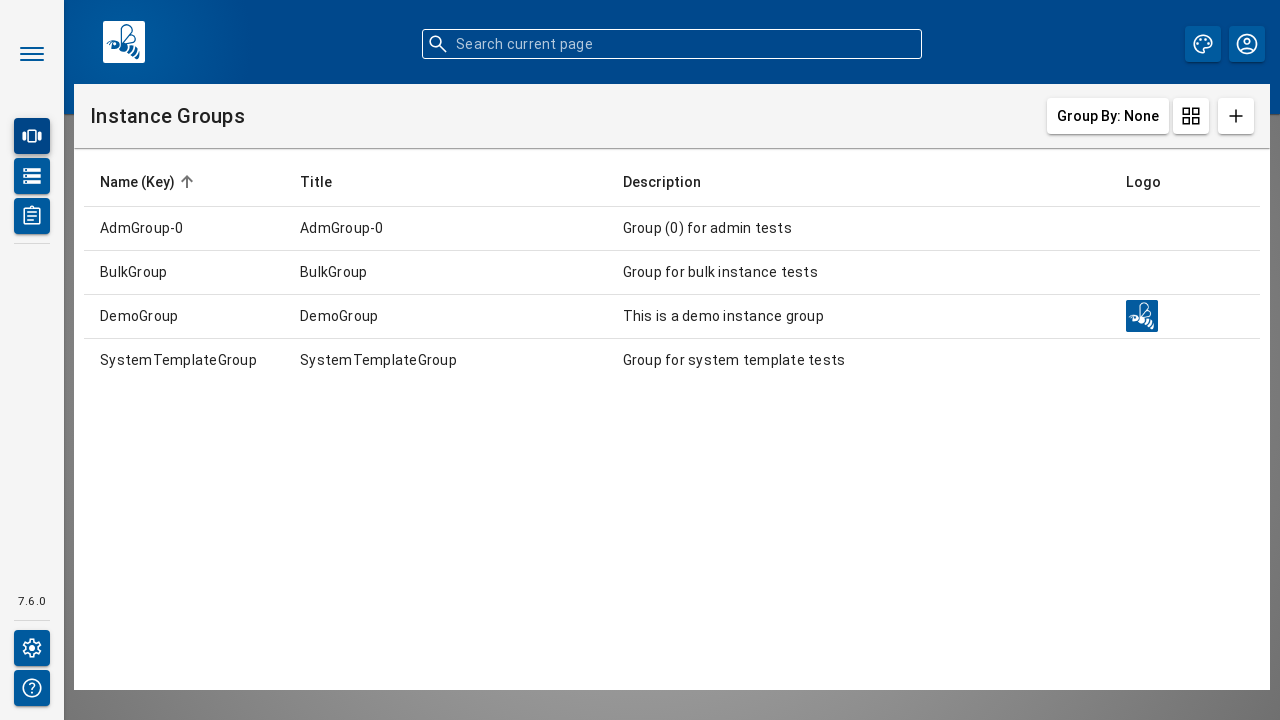 Search current page
Instance Groups
Group By: None
Name (Key) Title Description Logo
AdmGroup-0 AdmGroup-0 Group (0) for admin tests
BulkGroup BulkGroup Group for bulk instance tests
DemoGroup DemoGroup This is a demo instance group
SystemTemplateGroup SystemTemplateGroup Group for system template tests
7.6.0